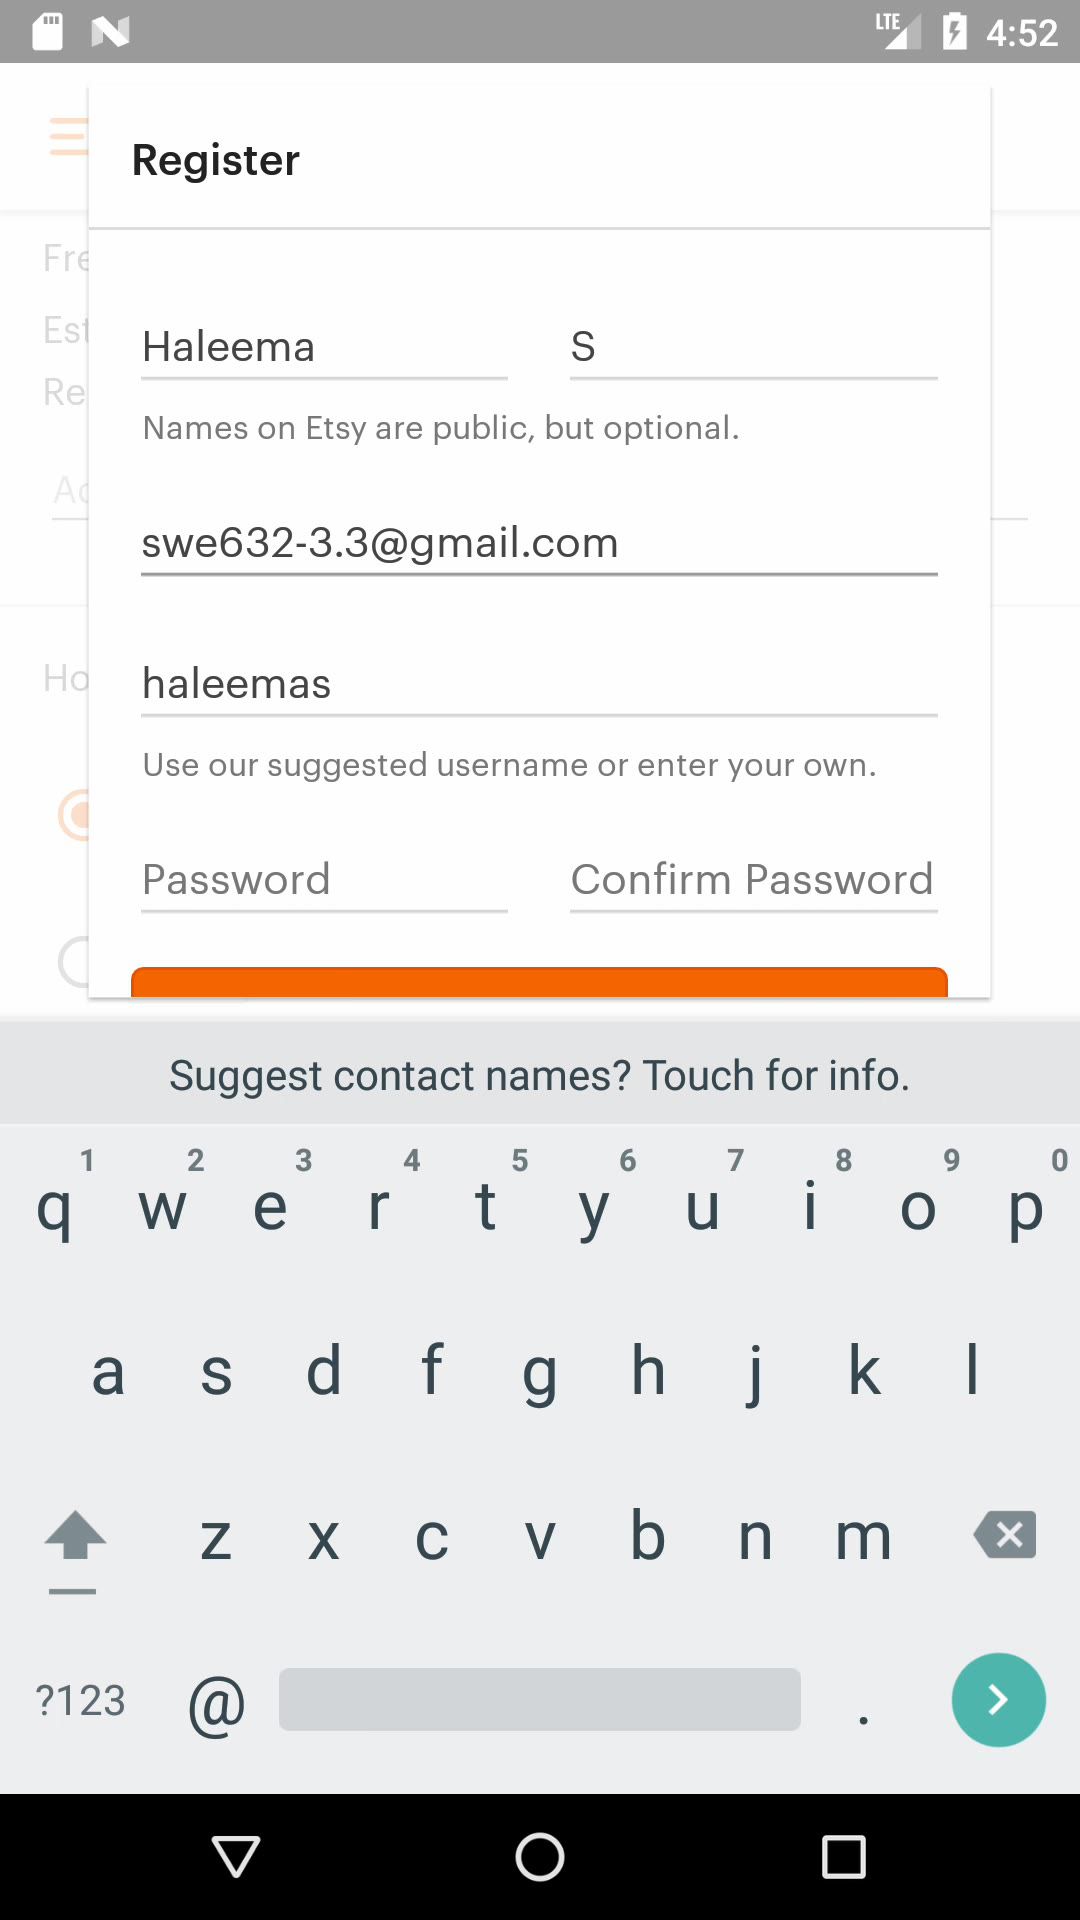 LTE 4:52
Register
Fre
Est
Re
Ac
Ho
Haleema S
Names on Etsy are public, but optional.
swe632-3.3@gmail.com
haleemas
Use our suggested username or enter your own.
Password Confirm Password
Suggest contact names? Touch for info.
1 2 3 4 5 6 7 8 9 0
q w e r t y u i o p
a s d f g h j k l
z x c v b n m
?123 @ .